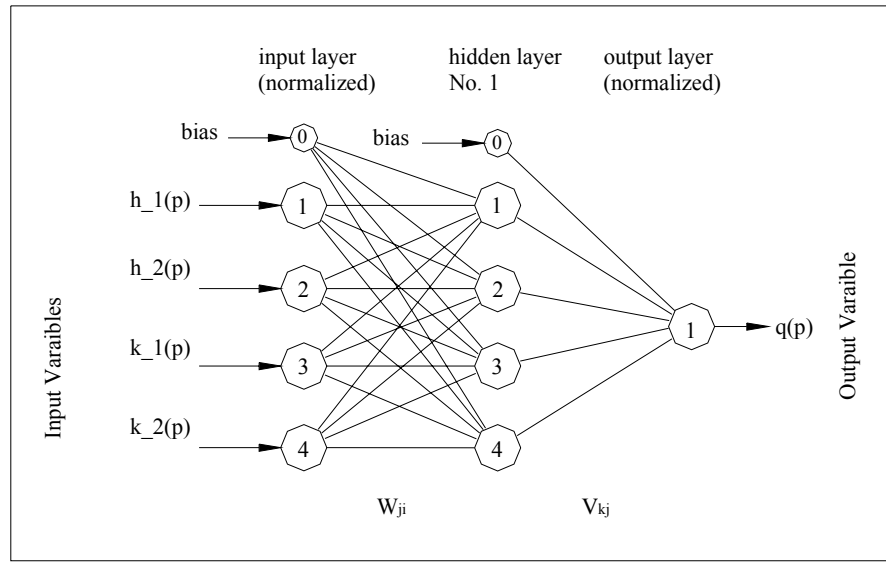 input layer
(normalized)
hidden layer
No. 1
output layer
(normalized)
bias
0
bias
0
h_1(p)
1
1
h_2(p)
2
2
1
q(p)
k_1(p)
3
3
k_2(p)
4
4
Input Varaibles
Output Varaible
Wji
Vkj